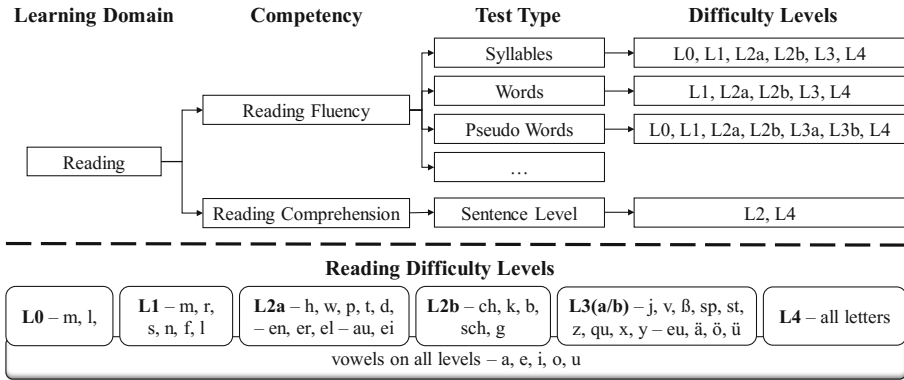 Learning Domain Competency Test Type Difficulty Levels
Syllables L0, L1, L2a, L2b, L3, L4
Words L1, L2a, L2b, L3, L4
Reading Fluency
Pseudo Words L0, L1, L2a, L2b, L3a, L3b, L4
Reading
…
Reading Comprehension Sentence Level L2, L4
Reading Difficulty Levels
L0 – m, l,
L1 – m, r,
s, n, f, l
L2a – h, w, p, t, d,
– en, er, el – au, ei
L2b – ch, k, b,
sch, g
L3(a/b) – j, v, ß, sp, st,
z, qu, x, y – eu, ä, ö, ü
L4 – all letters
vowels on all levels – a, e, i, o, u